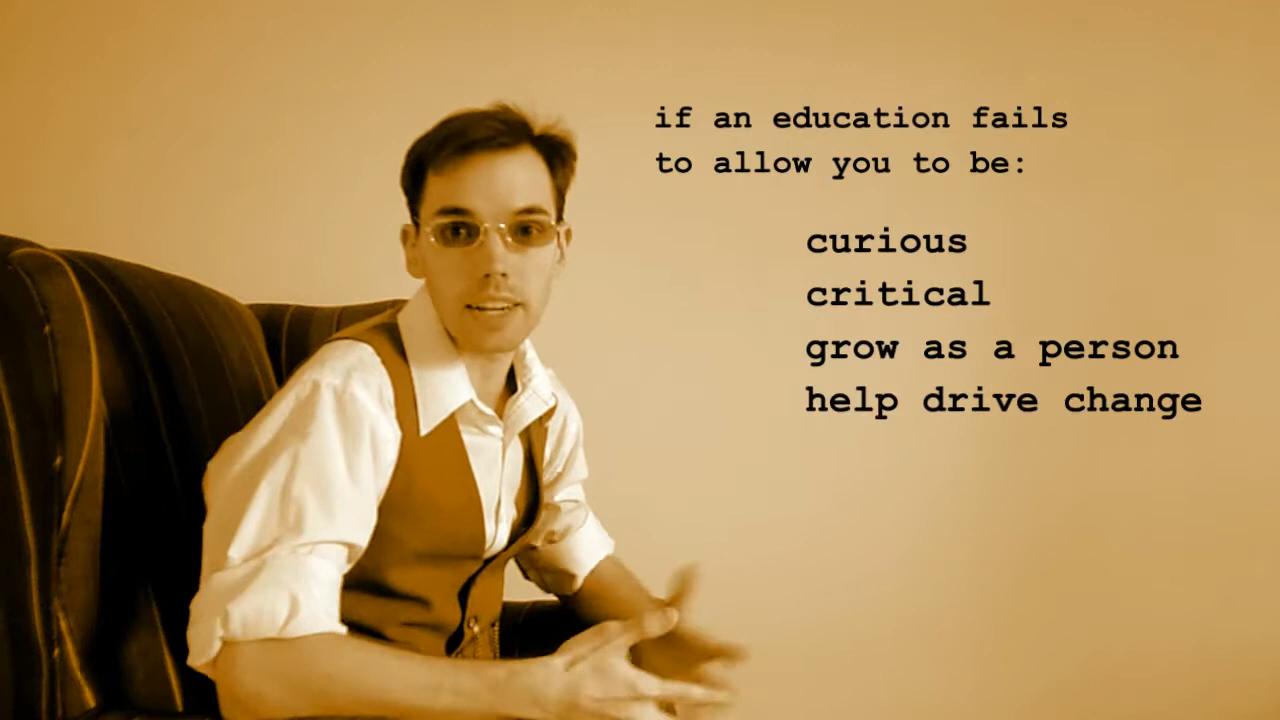 if an education fails
to allow you to be:
curious
critical
grow as a person
help drive change